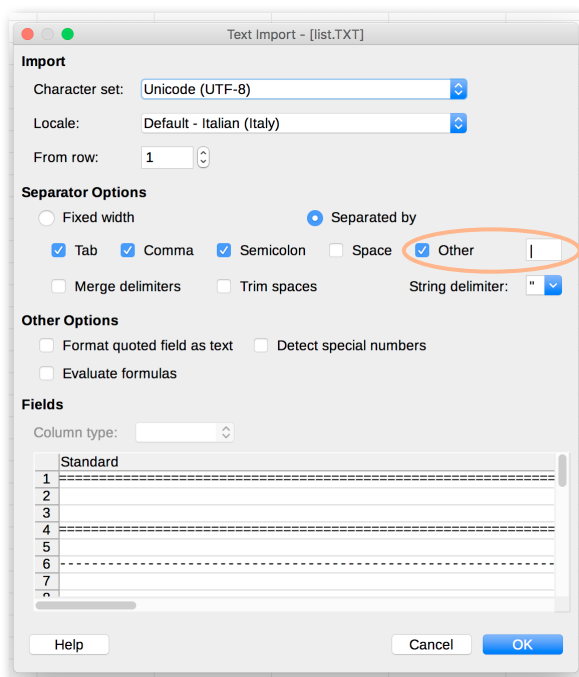 Text Import - [list.TXT]
Import
Character set: Unicode (UTF-8)
Locale: Default - Italian (Italy)
From row: 1
Separator Options
Fixed width Separated by
Tab Comma Semicolon Space Other |
Merge delimiters Trim spaces String delimiter: "
Other Options
Format quoted field as text Detect special numbers
Evaluate formulas
Fields
Column type:
Standard
1 ==========================================================
2
3
4 ==========================================================
5
6 - - - - - - - - - - - - - - - - - - - - - - - - - - - - - - - - - - - - - - - - - - - - - - - - - - - - - - - - - -
7
Help Cancel OK